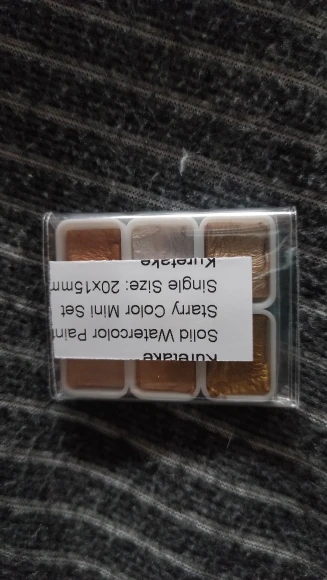 Kuretake
Solid Watercolor Paint
Starry Color Mini Set
Single Size: 20x15mm
Kuretake